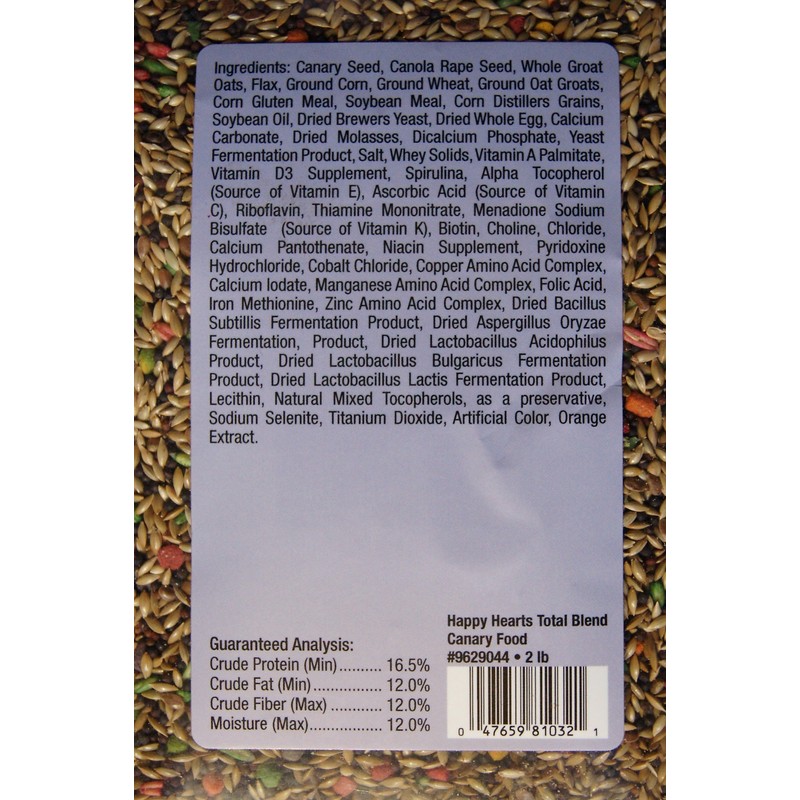 Ingredients: Canary Seed, Canola Rape Seed, Whole Groat
Oats, Flax, Ground Corn, Ground Wheat, Ground Oat Groats,
Corn Gluten Meal, Soybean Meal, Corn Distillers Grains,
Soybean Oil, Dried Brewers Yeast, Dried Whole Egg, Calcium
Carbonate, Dried Molasses, Dicalcium Phosphate, Yeast
Fermentation Product, Salt, Whey Solids, Vitamin A Palmitate,
Vitamin D3 Supplement, Spirulina, Alpha Tocopherol
(Source of Vitamin E), Ascorbic Acid (Source of Vitamin
C), Riboflavin, Thiamine Mononitrate, Menadione Sodium
Bisulfate (Source of Vitamin K), Biotin, Choline, Chloride,
Calcium Pantothenate, Niacin Supplement, Pyridoxine
Hydrochloride, Cobalt Chloride, Copper Amino Acid Complex,
Calcium Iodate, Manganese Amino Acid Complex, Folic Acid,
Iron Methionine, Zinc Amino Acid Complex, Dried Bacillus
Subtillis Fermentation Product, Dried Aspergillus Oryzae
Fermentation, Product, Dried Lactobacillus Acidophilus
Product, Dried Lactobacillus Bulgaricus Fermentation
Product, Dried Lactobacillus Lactis Fermentation Product,
Lecithin, Natural Mixed Tocopherols, as a preservative,
Sodium Selenite, Titanium Dioxide, Artificial Color, Orange
Extract.
Guaranteed Analysis:
Crude Protein (Min).......... 16.5%
Crude Fat (Min)................ 12.0%
Crude Fiber (Max) ............ 12.0%
Moisture (Max)................. 12.0%
Happy Hearts Total Blend
Canary Food
#9629044 • 2 lb
0 47659 81032 1